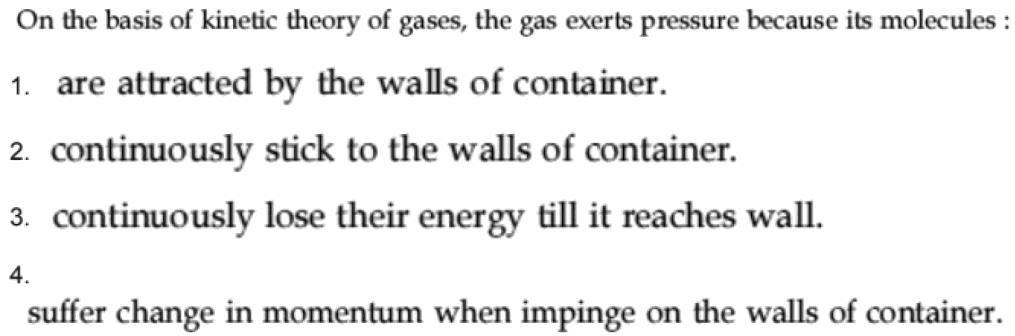 On the basis of kinetic theory of gases, the gas exerts pressure because its molecules :
1. are attracted by the walls of container.
2. continuously stick to the walls of container.
3. continuously lose their energy till it reaches wall.
4.
suffer change in momentum when impinge on the walls of container.